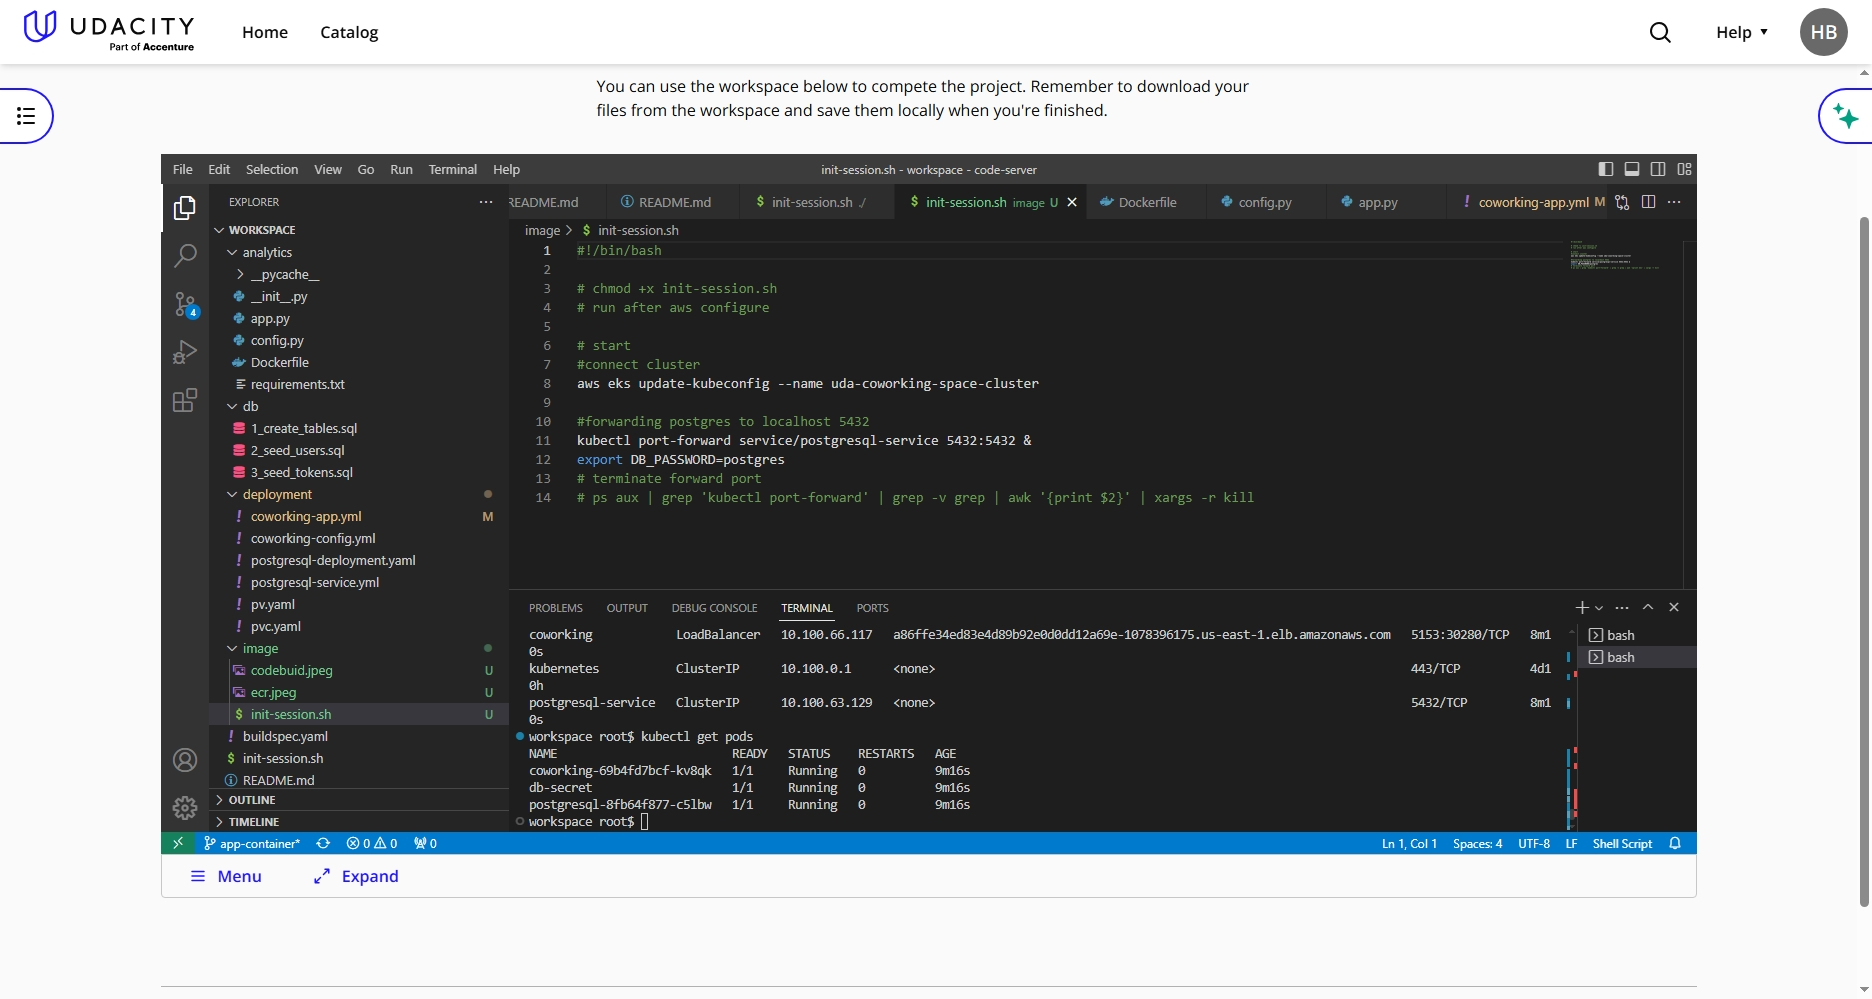 UDACITY
Part of Accenture
Home
Catalog
Help
HB
You can use the workspace below to compete the project. Remember to download your
files from the workspace and save them locally when you're finished.
File Edit Selection View Go Run Terminal Help
init-session.sh - workspace - code-server
EXPLORER
README.md
README.md
init-session.sh ./
init-session.sh image U
Dockerfile
config.py
app.py
coworking-app.yml M
WORKSPACE
analytics
__pycache__
__init__.py
app.py
config.py
Dockerfile
requirements.txt
db
1_create_tables.sql
2_seed_users.sql
3_seed_tokens.sql
deployment
coworking-app.yml M
coworking-config.yml
postgresql-deployment.yaml
postgresql-service.yml
pv.yaml
pvc.yaml
image
codebuid.jpeg U
ecr.jpeg U
init-session.sh U
buildspec.yaml
init-session.sh
README.md
OUTLINE
TIMELINE
4
image > $ init-session.sh
1 #!/bin/bash
2
3 # chmod +x init-session.sh
4 # run after aws configure
5
6 # start
7 #connect cluster
8 aws eks update-kubeconfig --name uda-coworking-space-cluster
9
10 #forwarding postgres to localhost 5432
11 kubectl port-forward service/postgresql-service 5432:5432 &
12 export DB_PASSWORD=postgres
13 # terminate forward port
14 # ps aux | grep 'kubectl port-forward' | grep -v grep | awk '{print $2}' | xargs -r kill
PROBLEMS OUTPUT DEBUG CONSOLE TERMINAL PORTS
coworking LoadBalancer 10.100.66.117 a86ffe34ed83e4d89b92e0d0dd12a69e-1078396175.us-east-1.elb.amazonaws.com 5153:30280/TCP 8m1
0s
kubernetes ClusterIP 10.100.0.1 <none> 443/TCP 4d1
0h
postgresql-service ClusterIP 10.100.63.129 <none> 5432/TCP 8m1
0s
workspace root$ kubectl get pods
NAME READY STATUS RESTARTS AGE
coworking-69b4fd7bcf-kv8qk 1/1 Running 0 9m16s
db-secret 1/1 Running 0 9m16s
postgresql-8fb64f877-c5lbw 1/1 Running 0 9m16s
workspace root$
bash
bash
app-container* 0 0 0
Ln 1, Col 1 Spaces: 4 UTF-8 LF Shell Script
Menu
Expand